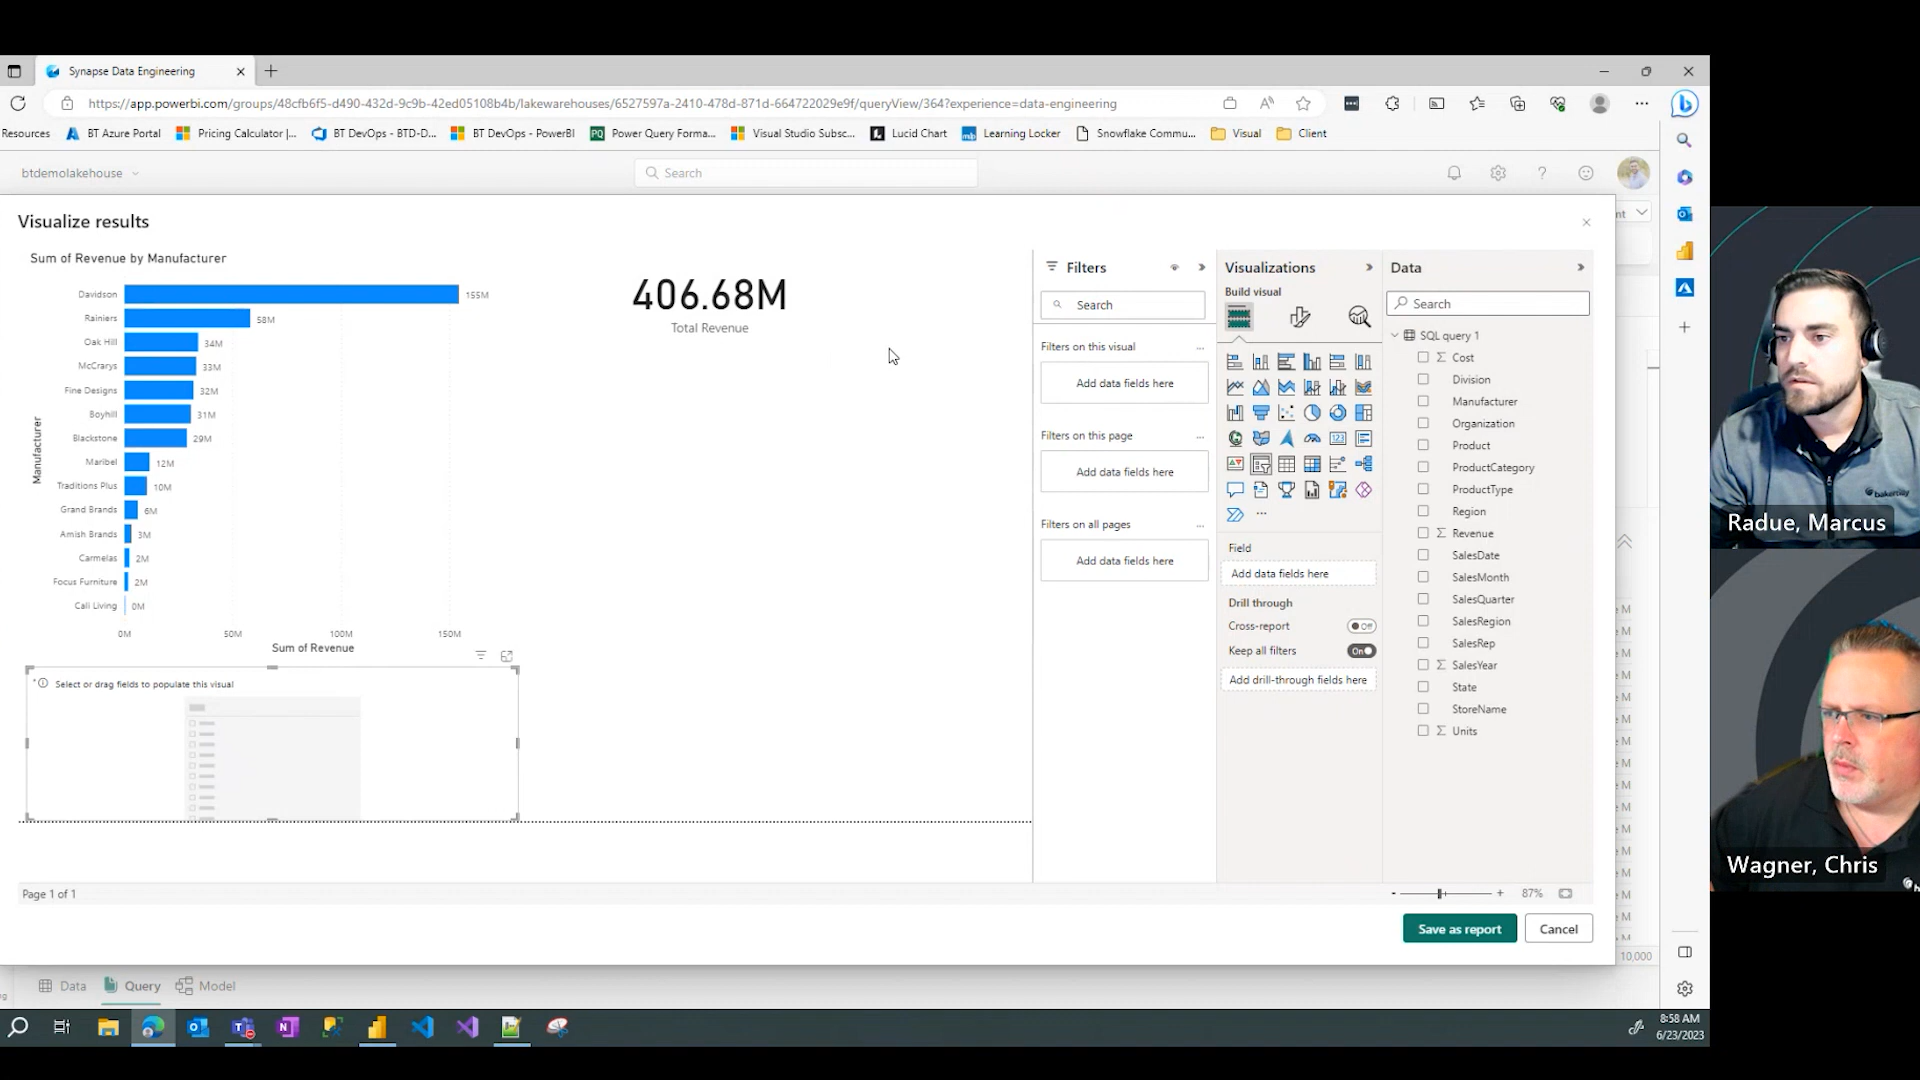 Synapse Data Engineering
https://app.powerbi.com/groups/48cfb6f5-d490-432d-9c9b-42ed05108b4b/lakewarehouses/6527597a-2410-478d-871d-664722029e9f/queryView/364?experience=data-engineering
Resources BT Azure Portal Pricing Calculator |... BT DevOps - BTD-D... BT DevOps - PowerBI Power Query Forma... Visual Studio Subsc... Lucid Chart Learning Locker Snowflake Commu... Visual Client
btdemolakehouse
Search
Visualize results
Sum of Revenue by Manufacturer
Davidson 155M
Rainiers 58M
Oak Hill 34M
McCrarys 33M
Fine Designs 32M
Boyhill 31M
Blackstone 29M
Maribel 12M
Traditions Plus 10M
Grand Brands 6M
Amish Brands 3M
Carmelas 2M
Focus Furniture 2M
Call Living 0M
Manufacturer
0M 50M 100M 150M
Sum of Revenue
406.68M
Total Revenue
Select or drag fields to populate this visual
Page 1 of 1
Filters
Search
Filters on this visual
Add data fields here
Filters on this page
Add data fields here
Filters on all pages
Add data fields here
Visualizations
Build visual
123
Field
Add data fields here
Drill through
Cross-report Off
Keep all filters On
Add drill-through fields here
Data
Search
SQL query 1
Σ Cost
Division
Manufacturer
Organization
Product
ProductCategory
ProductType
Region
Σ Revenue
SalesDate
SalesMonth
SalesQuarter
SalesRegion
SalesRep
Σ SalesYear
State
StoreName
Σ Units
- + 87%
Save as report Cancel
10,000
Data Query Model
8:58 AM
6/23/2023
Radue, Marcus
Wagner, Chris